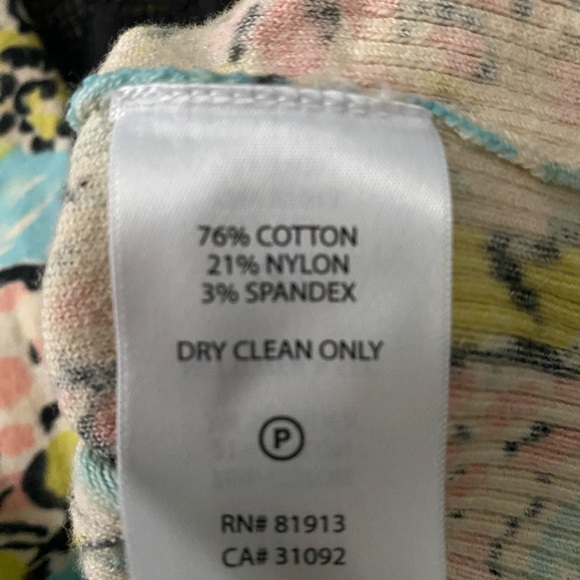 76% COTTON
21% NYLON
3% SPANDEX
DRY CLEAN ONLY
P
RN# 81913
CA# 31092